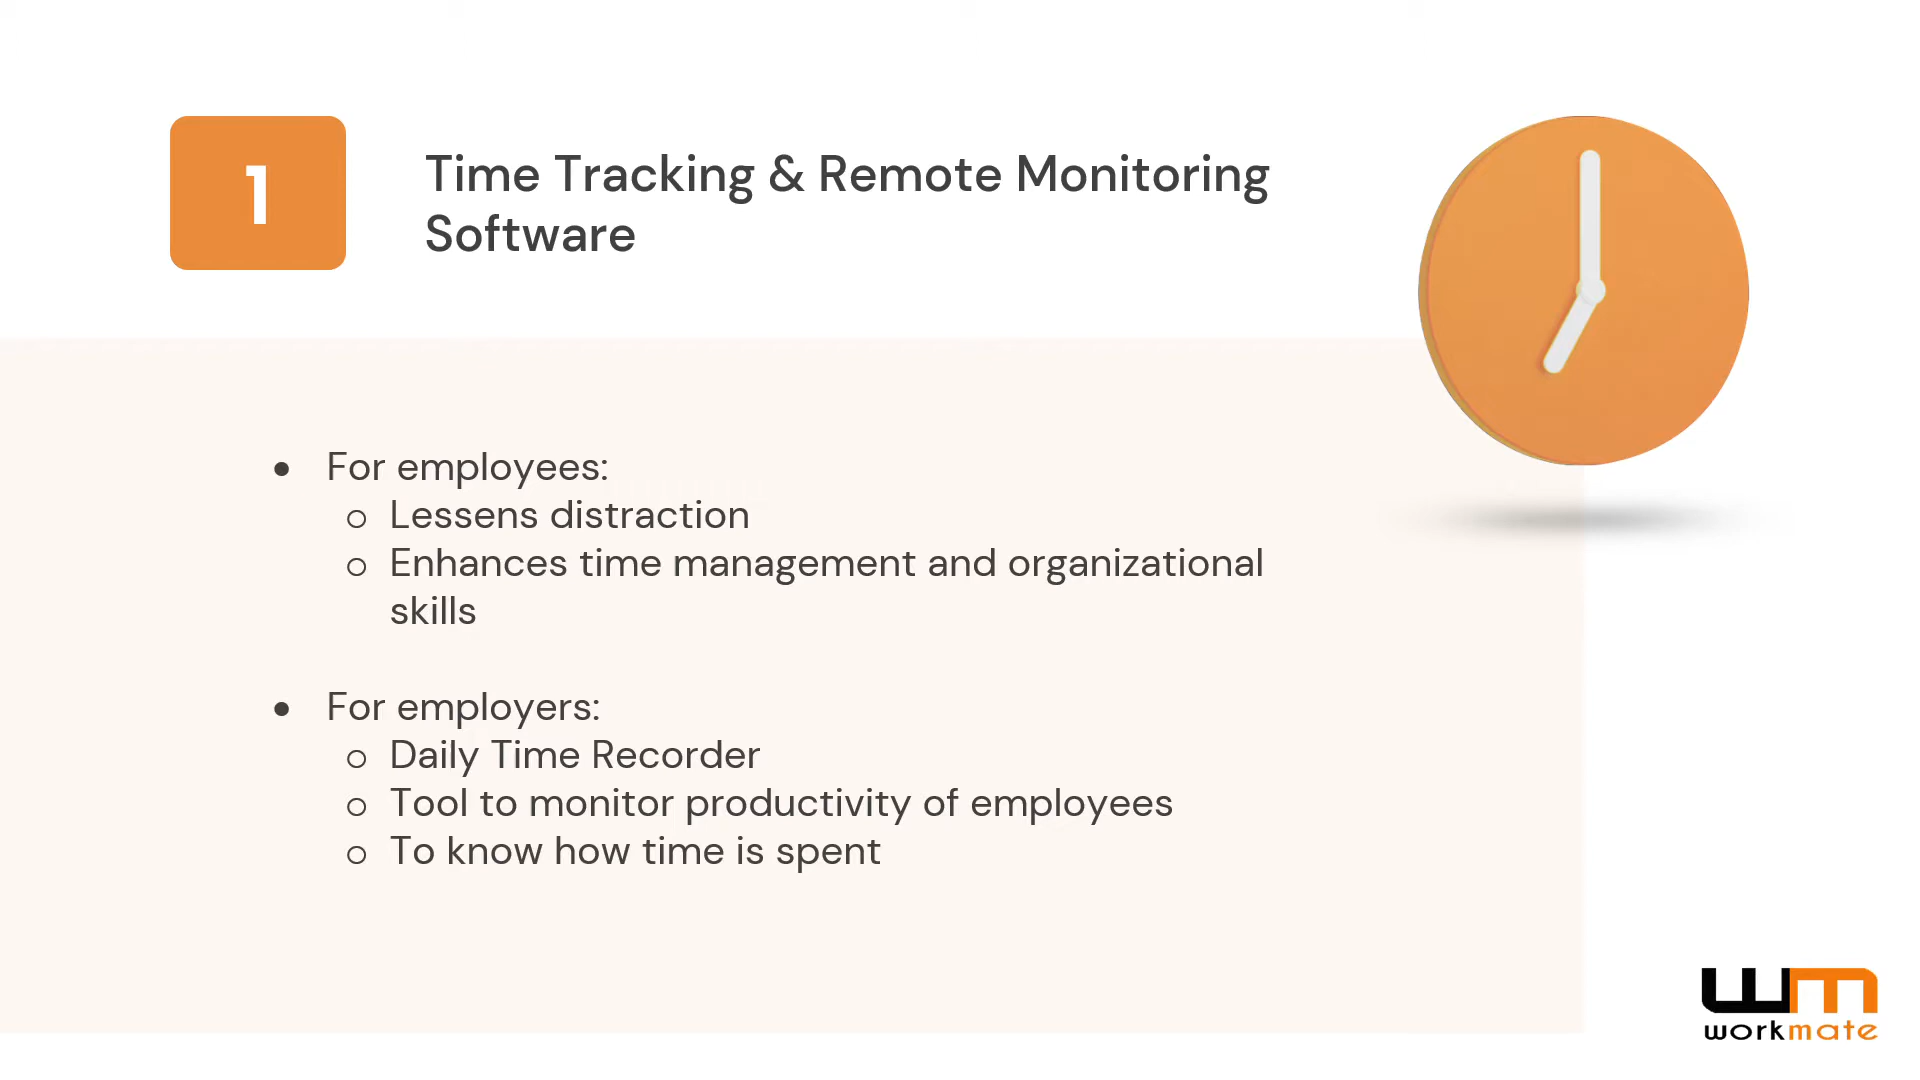 1
Time Tracking & Remote Monitoring
Software
● For employees:
○ Lessens distraction
○ Enhances time management and organizational
skills
● For employers:
○ Daily Time Recorder
○ Tool to monitor productivity of employees
○ To know how time is spent
wm
workmate